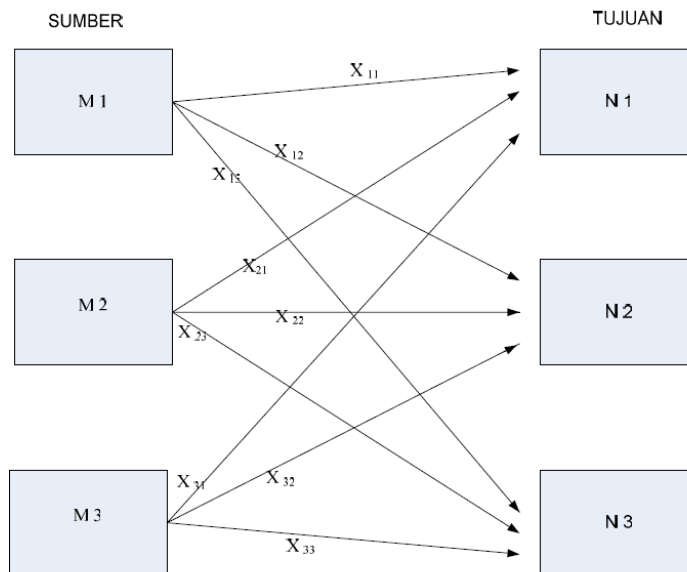 SUMBER TUJUAN
M 1
N 1
X 11
X 12
X 13
M 2
N 2
X21
X 22
X 23
M 3
N 3
X 31
X 32
X 33